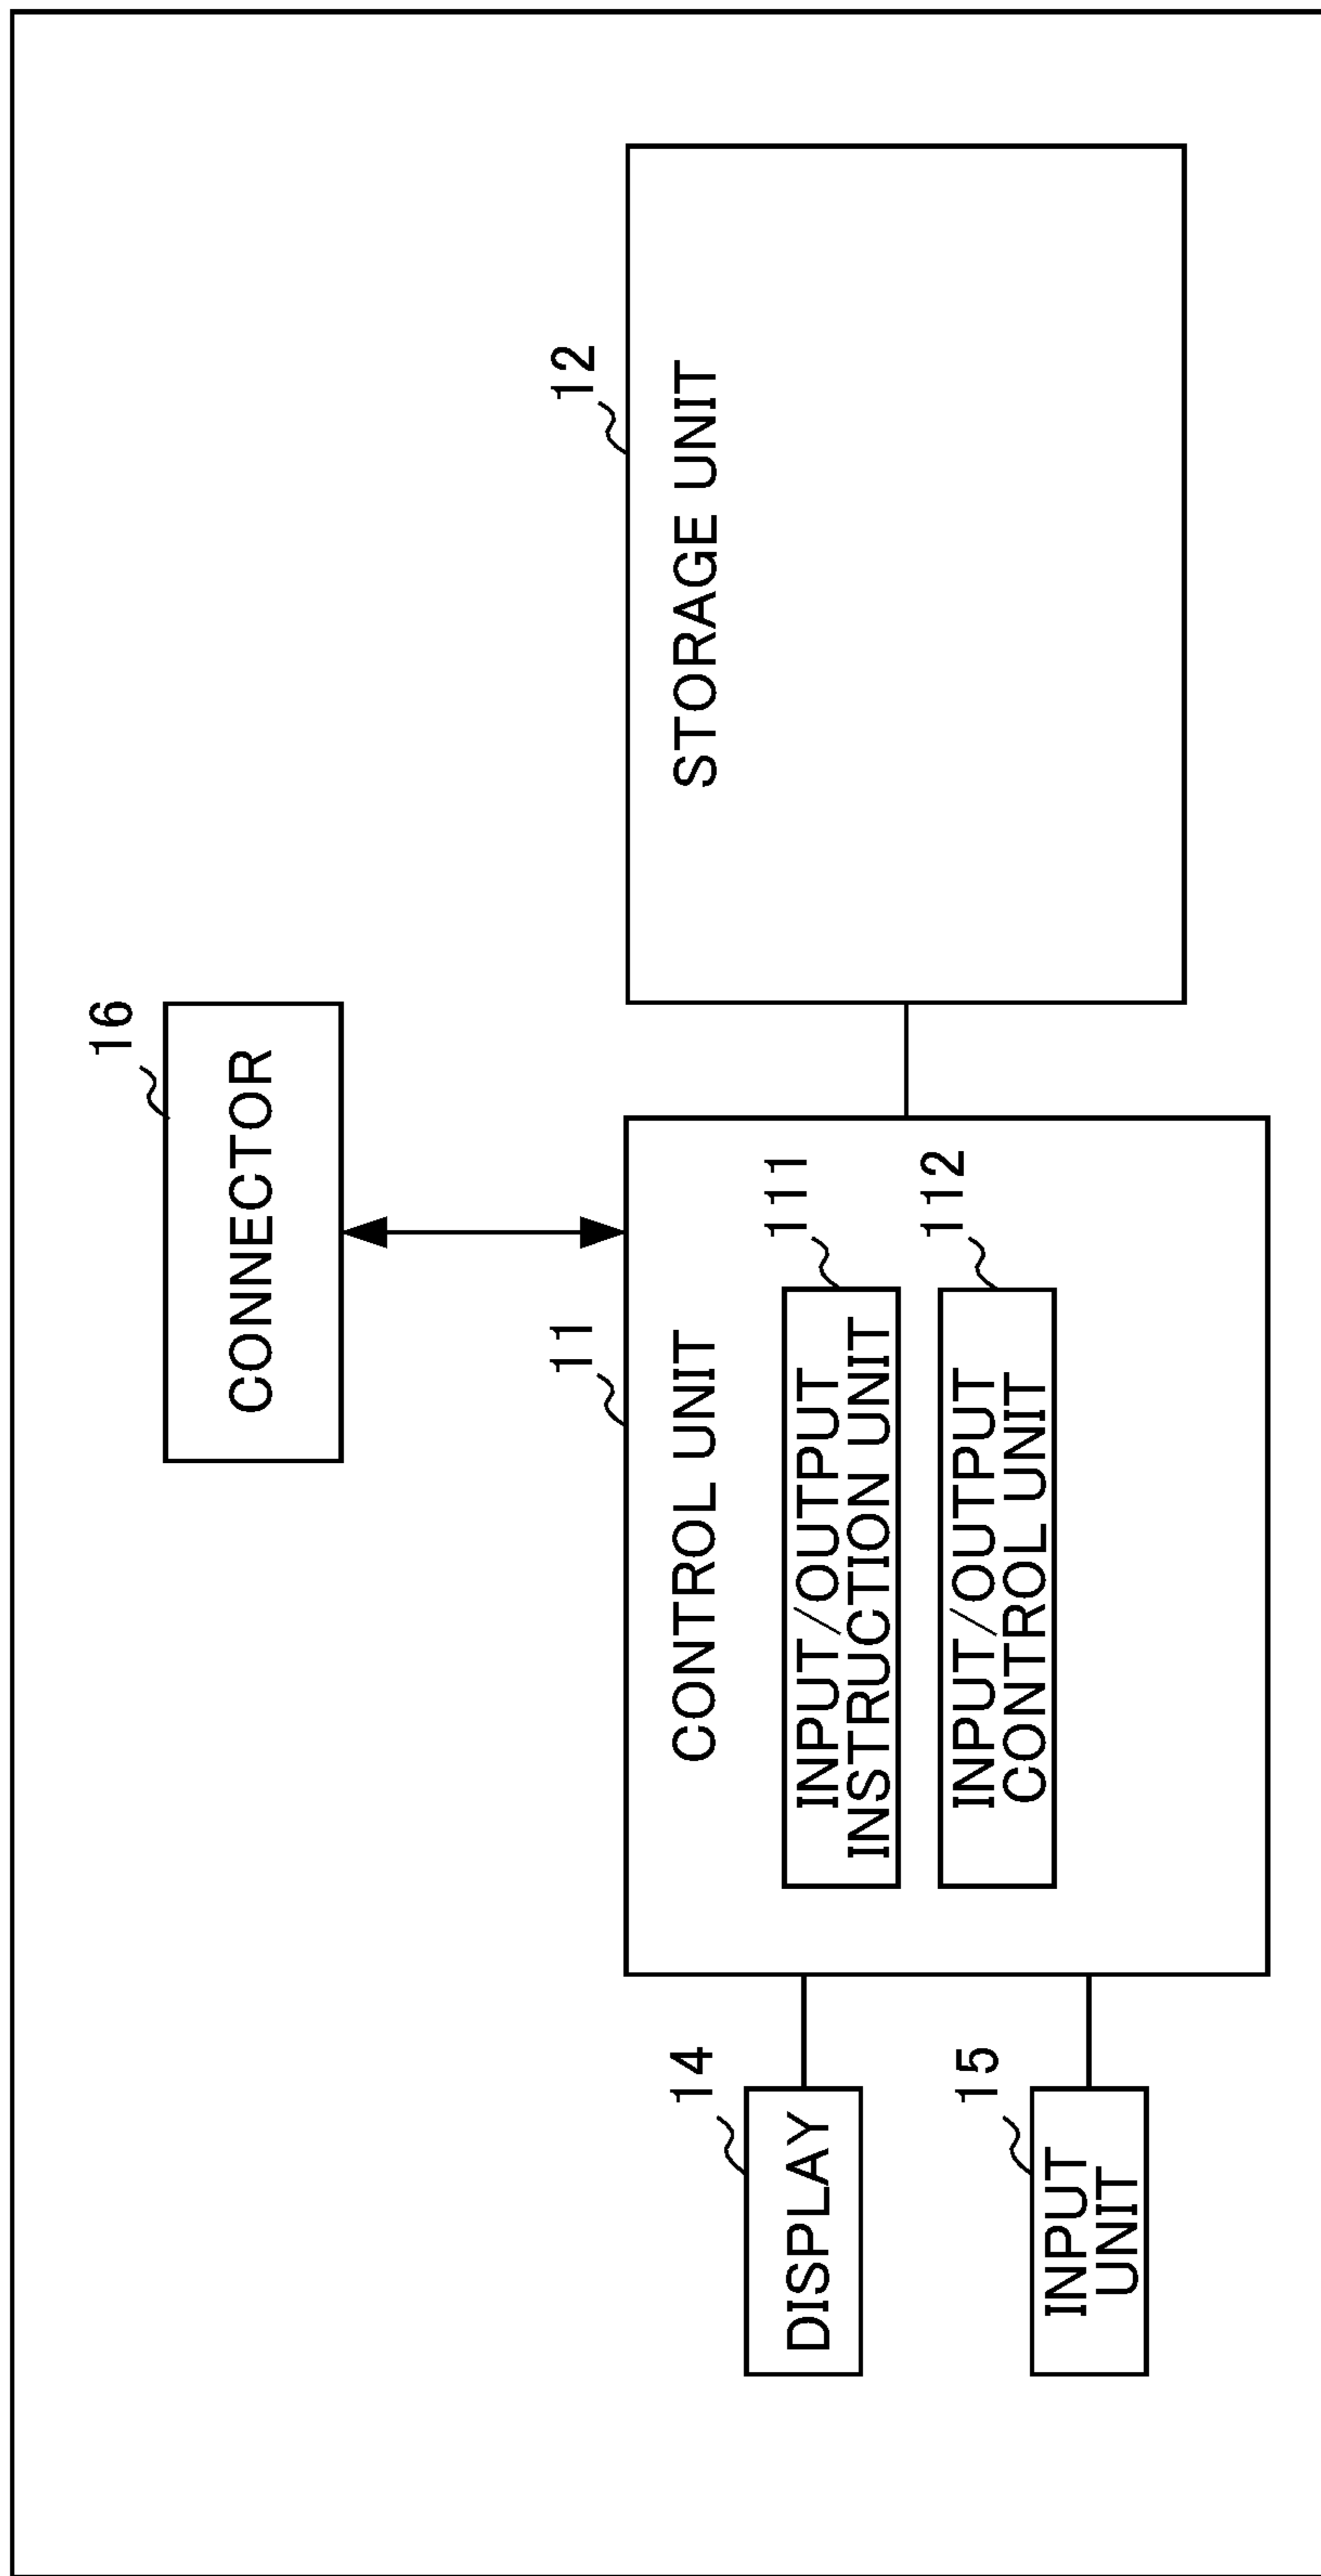 16
CONNECTOR
11
CONTROL UNIT
12
STORAGE UNIT
14
DISPLAY
111
INPUT/OUTPUT
INSTRUCTION UNIT
112
INPUT/OUTPUT
CONTROL UNIT
15
INPUT
UNIT